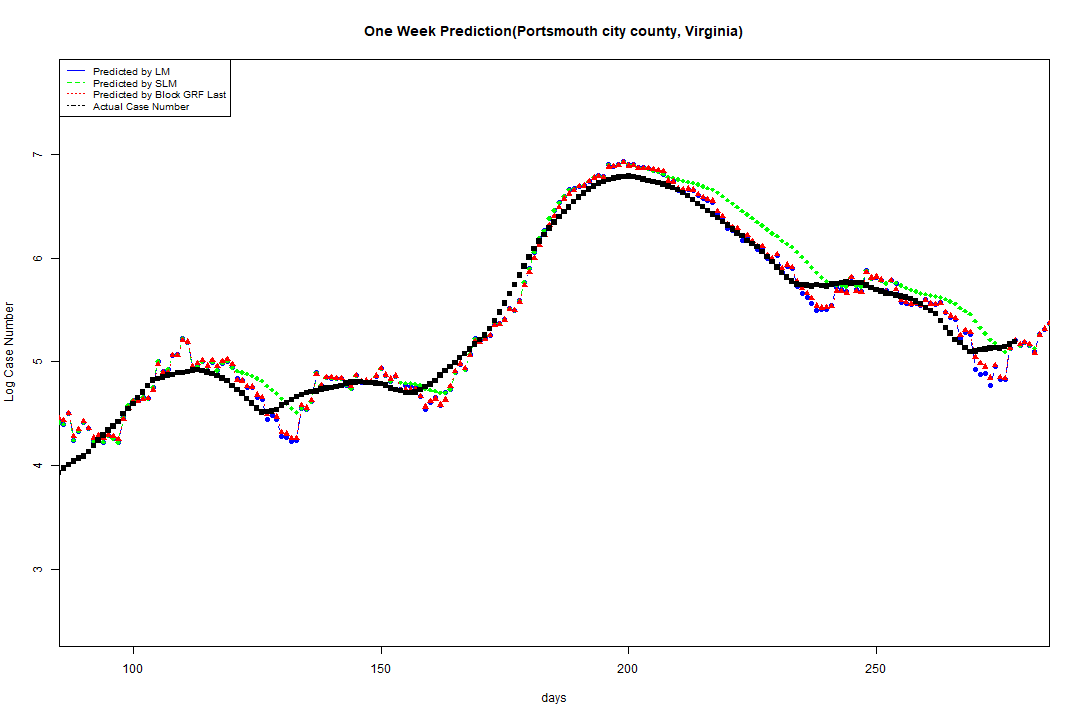 One Week Prediction(Portsmouth city county, Virginia)
Predicted by LM
Predicted by SLM
Predicted by Block GRF Last
Actual Case Number
7
6
5
4
3
Log Case Number
100 150 200 250
days